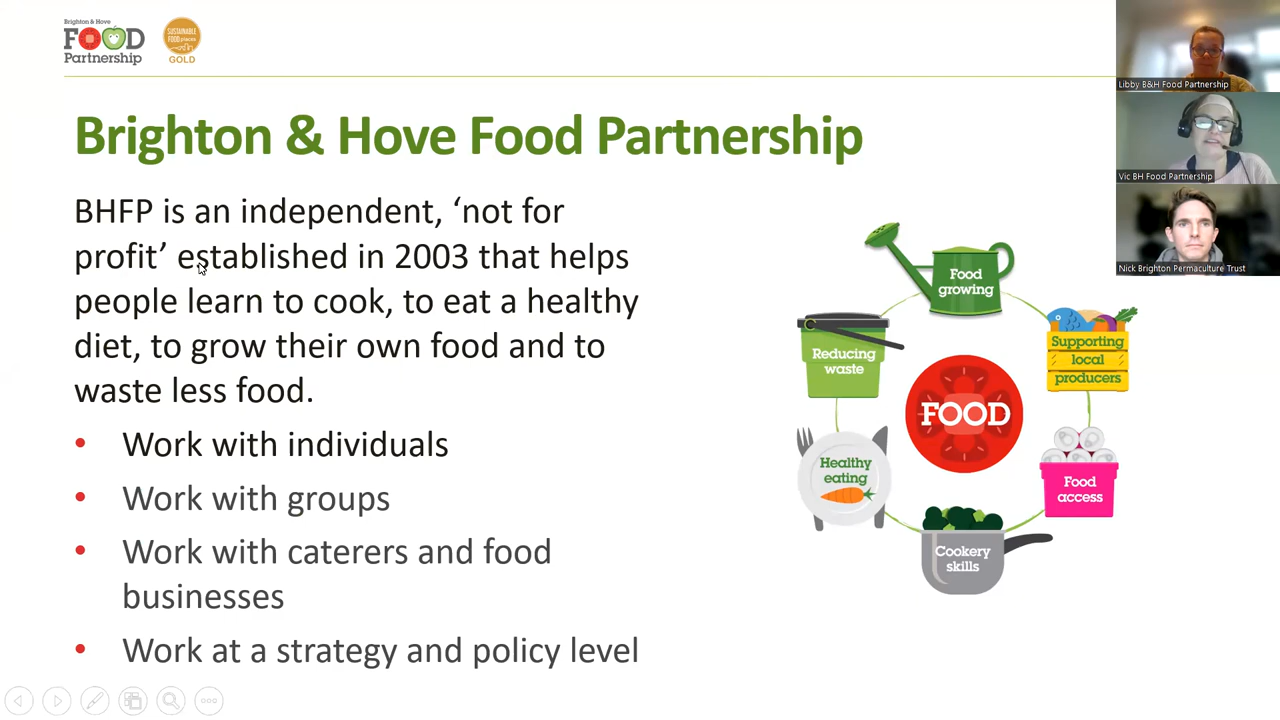 Brighton & Hove
FOOD
Partnership
SUSTAINABLE
FOOD places
GOLD
Brighton & Hove Food Partnership
BHFP is an independent, ‘not for
profit’ established in 2003 that helps
people learn to cook, to eat a healthy
diet, to grow their own food and to
waste less food.
• Work with individuals
• Work with groups
• Work with caterers and food
businesses
• Work at a strategy and policy level
Food
growing
Supporting
local
producers
Food
access
Cookery
skills
Healthy
eating
Reducing
waste
FOOD
Libby B&H Food Partnership
Vic BH Food Partnership
Nick Brighton Permaculture Trust